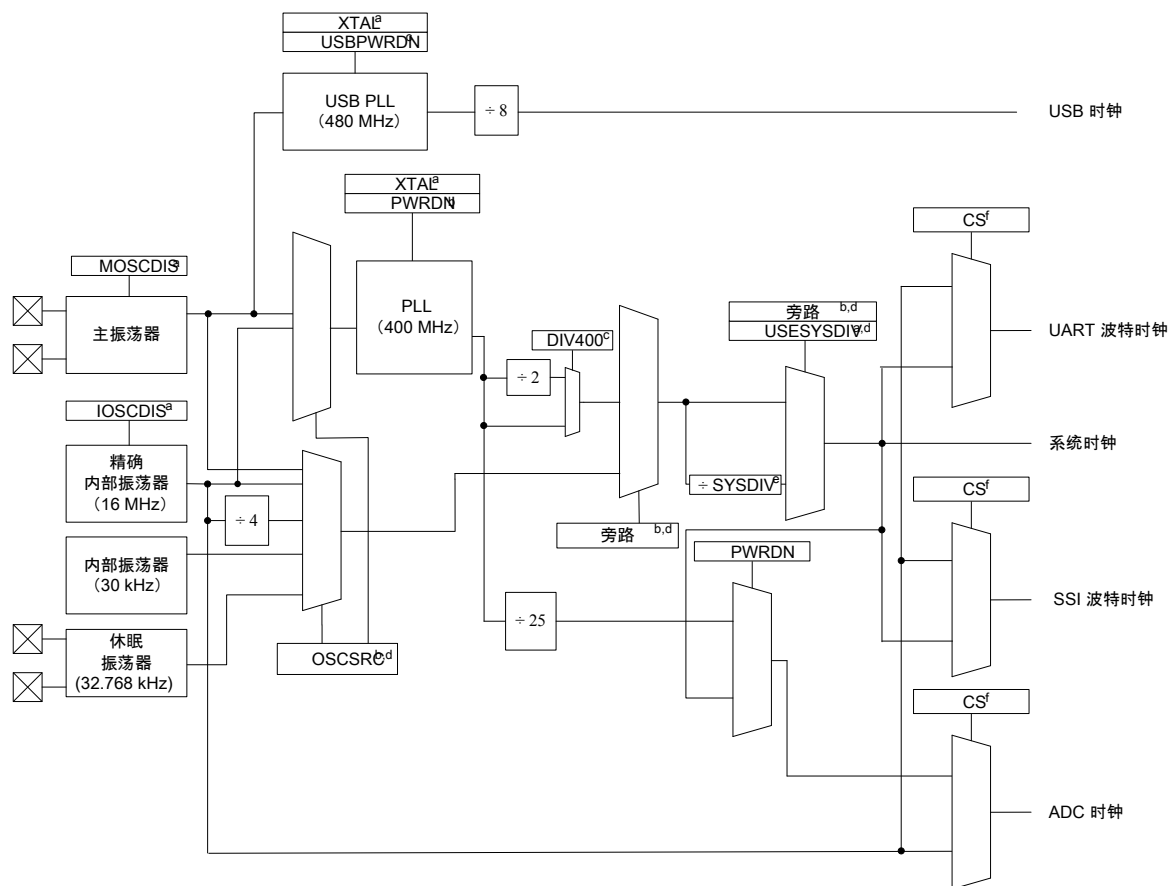 XTALa
USBPWRDNc
USB PLL
（480 MHz）
÷ 8
USB 时钟
XTALa
PWRDNb
CSf
MOSCDISa
主振荡器
PLL
（400 MHz）
DIV400c
÷ 2
旁路 b,d
USESYSDIVa,d
UART 波特时钟
IOSCDISa
精确
内部振荡器
（16 MHz）
÷ 4
÷ SYSDIVe
系统时钟
CSf
旁路 b,d
内部振荡器
（30 kHz）
PWRDN
÷ 25
SSI 波特时钟
休眠
振荡器
(32.768 kHz)
OSCSRCb,d
CSf
ADC 时钟